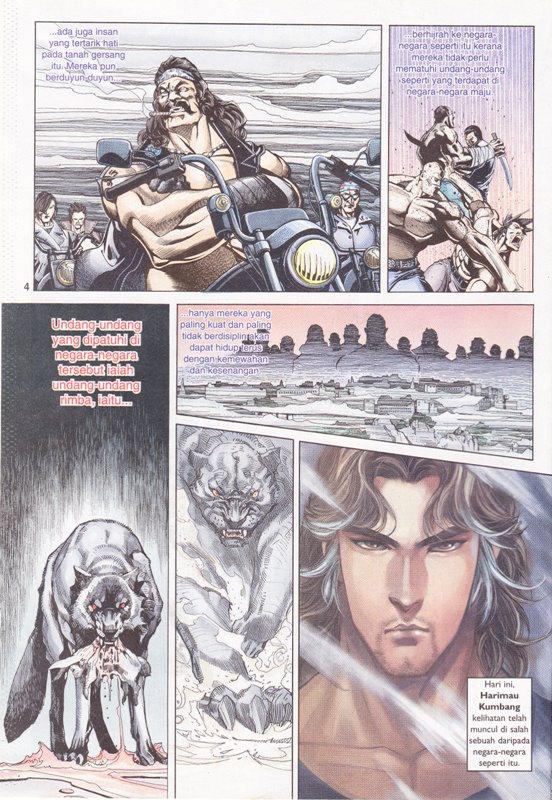 ...ada juga insan
yang tertarik hati
pada tanah gersang
itu. Mereka pun
berduyun-duyun...
...berhijrah ke negara-
negara seperti itu kerana
mereka tidak perlu
mematuhi undang-undang
seperti yang terdapat di
negara-negara maju.
4
Undang-undang
yang dipatuhi di
negara-negara
tersebut ialah
undang-undang
rimba, iaitu...
...hanya mereka yang
paling kuat dan paling
tidak berdisiplin akan
dapat hidup terus
dengan kemewahan
dan kesenangan
Hari ini,
Harimau
Kumbang
kelihatan telah
muncul di salah
sebuah daripada
negara-negara
seperti itu.